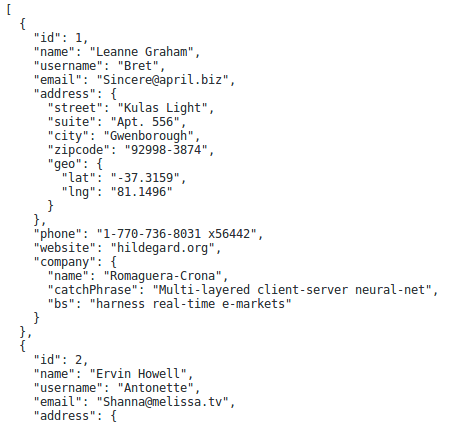 [
  {
    "id": 1,
    "name": "Leanne Graham",
    "username": "Bret",
    "email": "Sincere@april.biz",
    "address": {
      "street": "Kulas Light",
      "suite": "Apt. 556",
      "city": "Gwenborough",
      "zipcode": "92998-3874",
      "geo": {
        "lat": "-37.3159",
        "lng": "81.1496"
      }
    },
    "phone": "1-770-736-8031 x56442",
    "website": "hildegard.org",
    "company": {
      "name": "Romaguera-Crona",
      "catchPhrase": "Multi-layered client-server neural-net",
      "bs": "harness real-time e-markets"
    }
  },
  {
    "id": 2,
    "name": "Ervin Howell",
    "username": "Antonette",
    "email": "Shanna@melissa.tv",
    "address": {